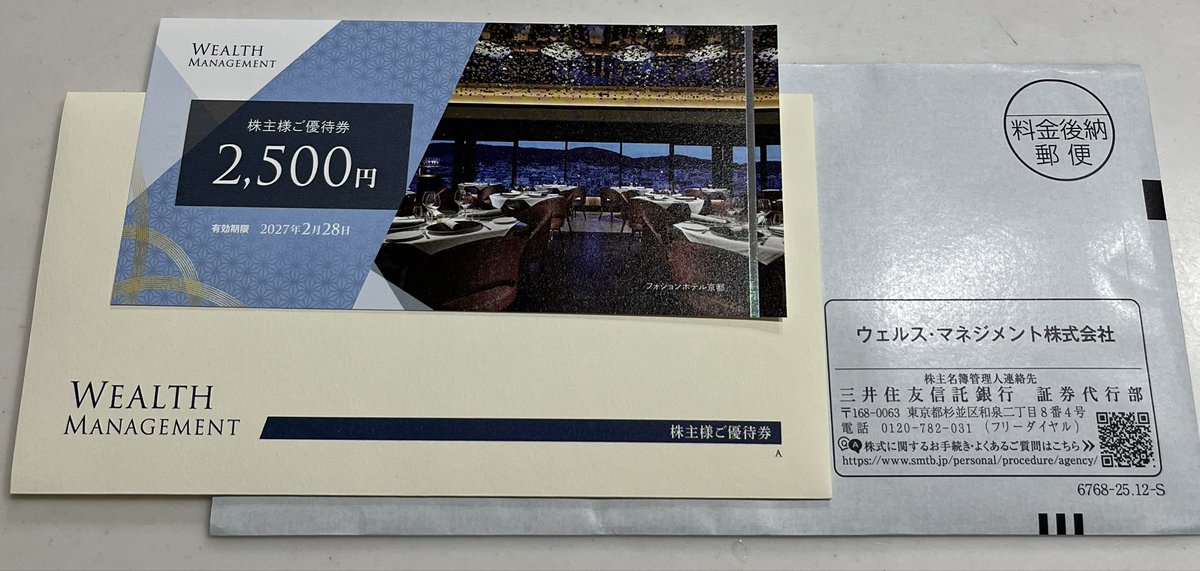 WEALTH
MANAGEMENT
株主様ご優待券
2,500円
有効期限 2027年2月28日
フォションホテル京都
WEALTH
MANAGEMENT
株主様ご優待券
A
料金後納
郵便
ウェルス・マネジメント株式会社
株主名簿管理人連絡先
三井住友信託銀行 証券代行部
〒168-0063 東京都杉並区和泉二丁目8番4号
電話 0120-782-031 (フリーダイヤル)
QA 株式に関するお手続き・よくあるご質問はこちら
https://www.smtb.jp/personal/procedure/agency/
6768-25.12-S